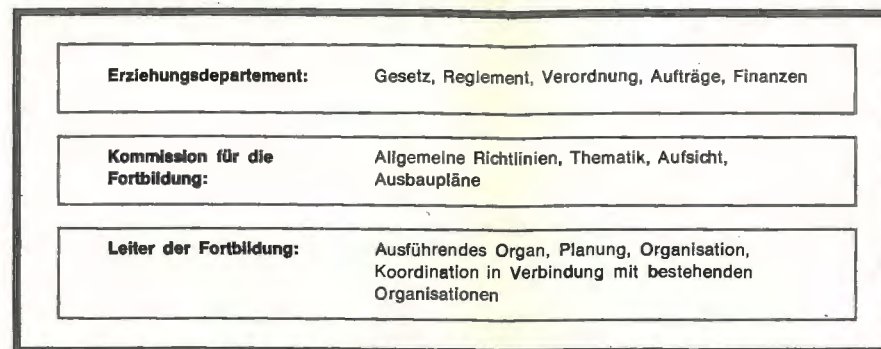 Erziehungsdepartement: Gesetz, Reglement, Verordnung, Aufträge, Finanzen
Kommission für die Allgemeine Richtlinien, Thematik, Aufsicht,
Fortbildung: Ausbaupläne
Leiter der Fortbildung: Ausführendes Organ, Planung, Organisation,
Koordination in Verbindung mit bestehenden
Organisationen